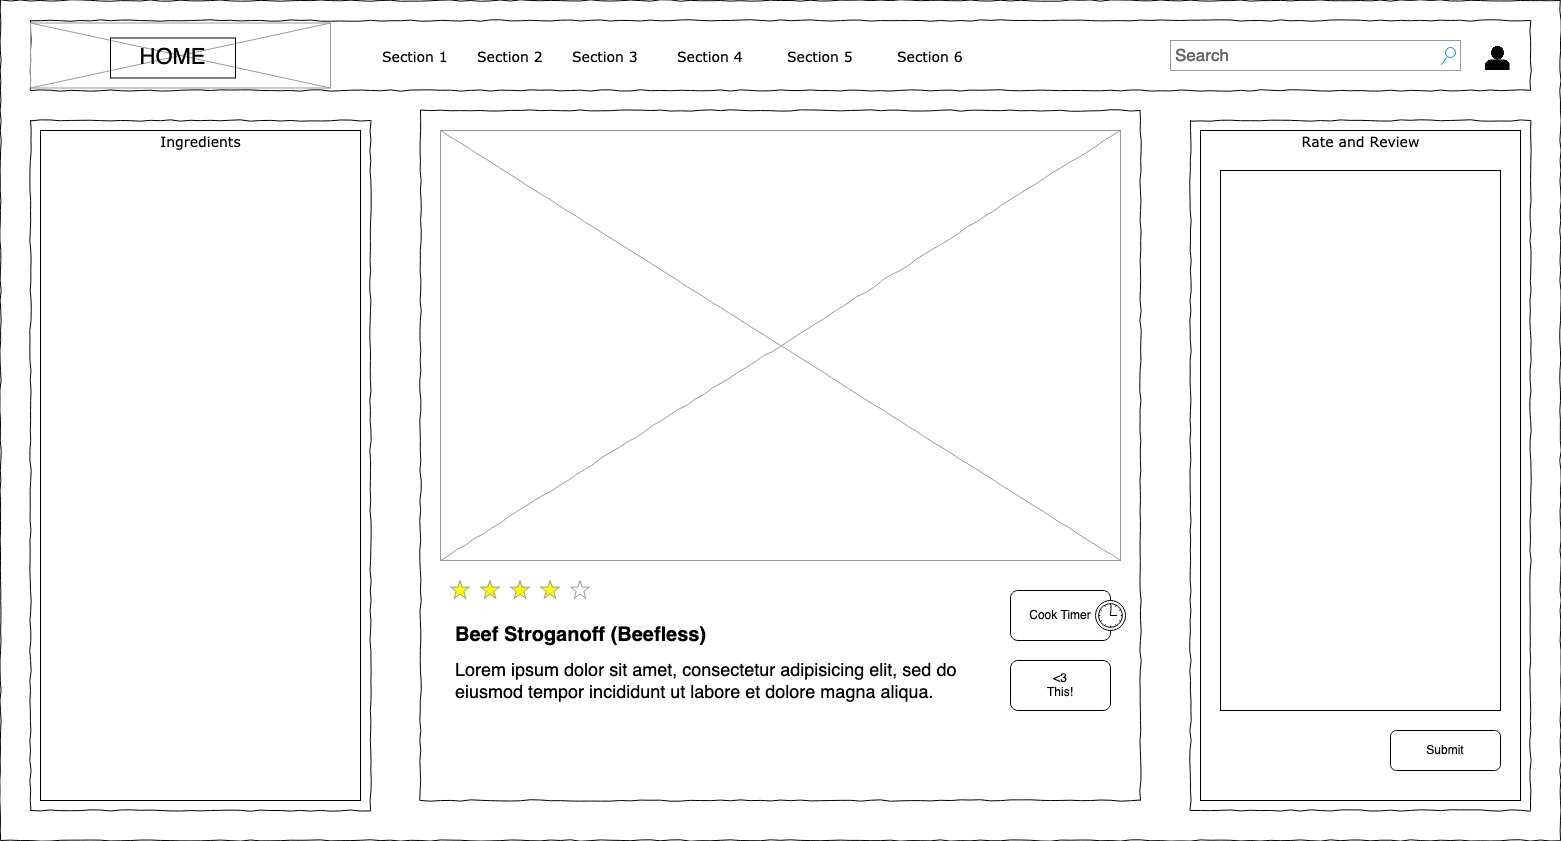 HOME
Section 1
Section 2
Section 3
Section 4
Section 5
Section 6
Search
Ingredients
Beef Stroganoff (Beefless)
Lorem ipsum dolor sit amet, consectetur adipisicing elit, sed do
eiusmod tempor incididunt ut labore et dolore magna aliqua.
Cook Timer
<3
This!
Rate and Review
Submit